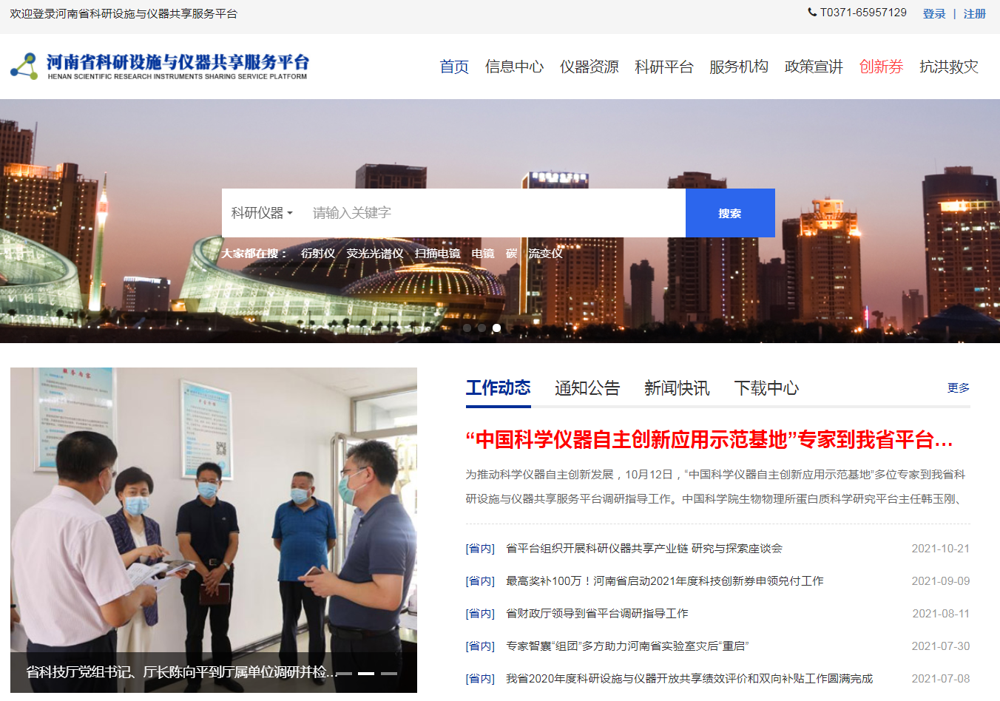 欢迎登录河南省科研设施与仪器共享服务平台
T0371-65957129 登录 | 注册
河南省科研设施与仪器共享服务平台
HENAN SCIENTIFIC RESEARCH INSTRUMENTS SHARING SERVICE PLATFORM
首页 信息中心 仪器资源 科研平台 服务机构 政策宣讲 创新券 抗洪救灾
科研仪器 请输入关键字 搜索
大家都在搜： 衍射仪 荧光光谱仪 扫描电镜 电镜 碳 流变仪
服务内容
工作动态 通知公告 新闻快讯 下载中心 更多
“中国科学仪器自主创新应用示范基地”专家到我省平台...
为推动科学仪器自主创新发展，10月12日，“中国科学仪器自主创新应用示范基地”多位专家到我省科
研设施与仪器共享服务平台调研指导工作。中国科学院生物物理所蛋白质科学研究平台主任韩玉刚、
[省内] 省平台组织开展科研仪器共享产业链 研究与探索座谈会 2021-10-21
[省内] 最高奖补100万！河南省启动2021年度科技创新券申领兑付工作 2021-09-09
[省内] 省财政厅领导到省平台调研指导工作 2021-08-11
[省内] 专家智囊“组团”多方助力河南省实验室灾后“重启” 2021-07-30
[省内] 我省2020年度科研设施与仪器开放共享绩效评价和双向补贴工作圆满完成 2021-07-08
省科技厅党组书记、厅长陈向平到厅属单位调研并检...